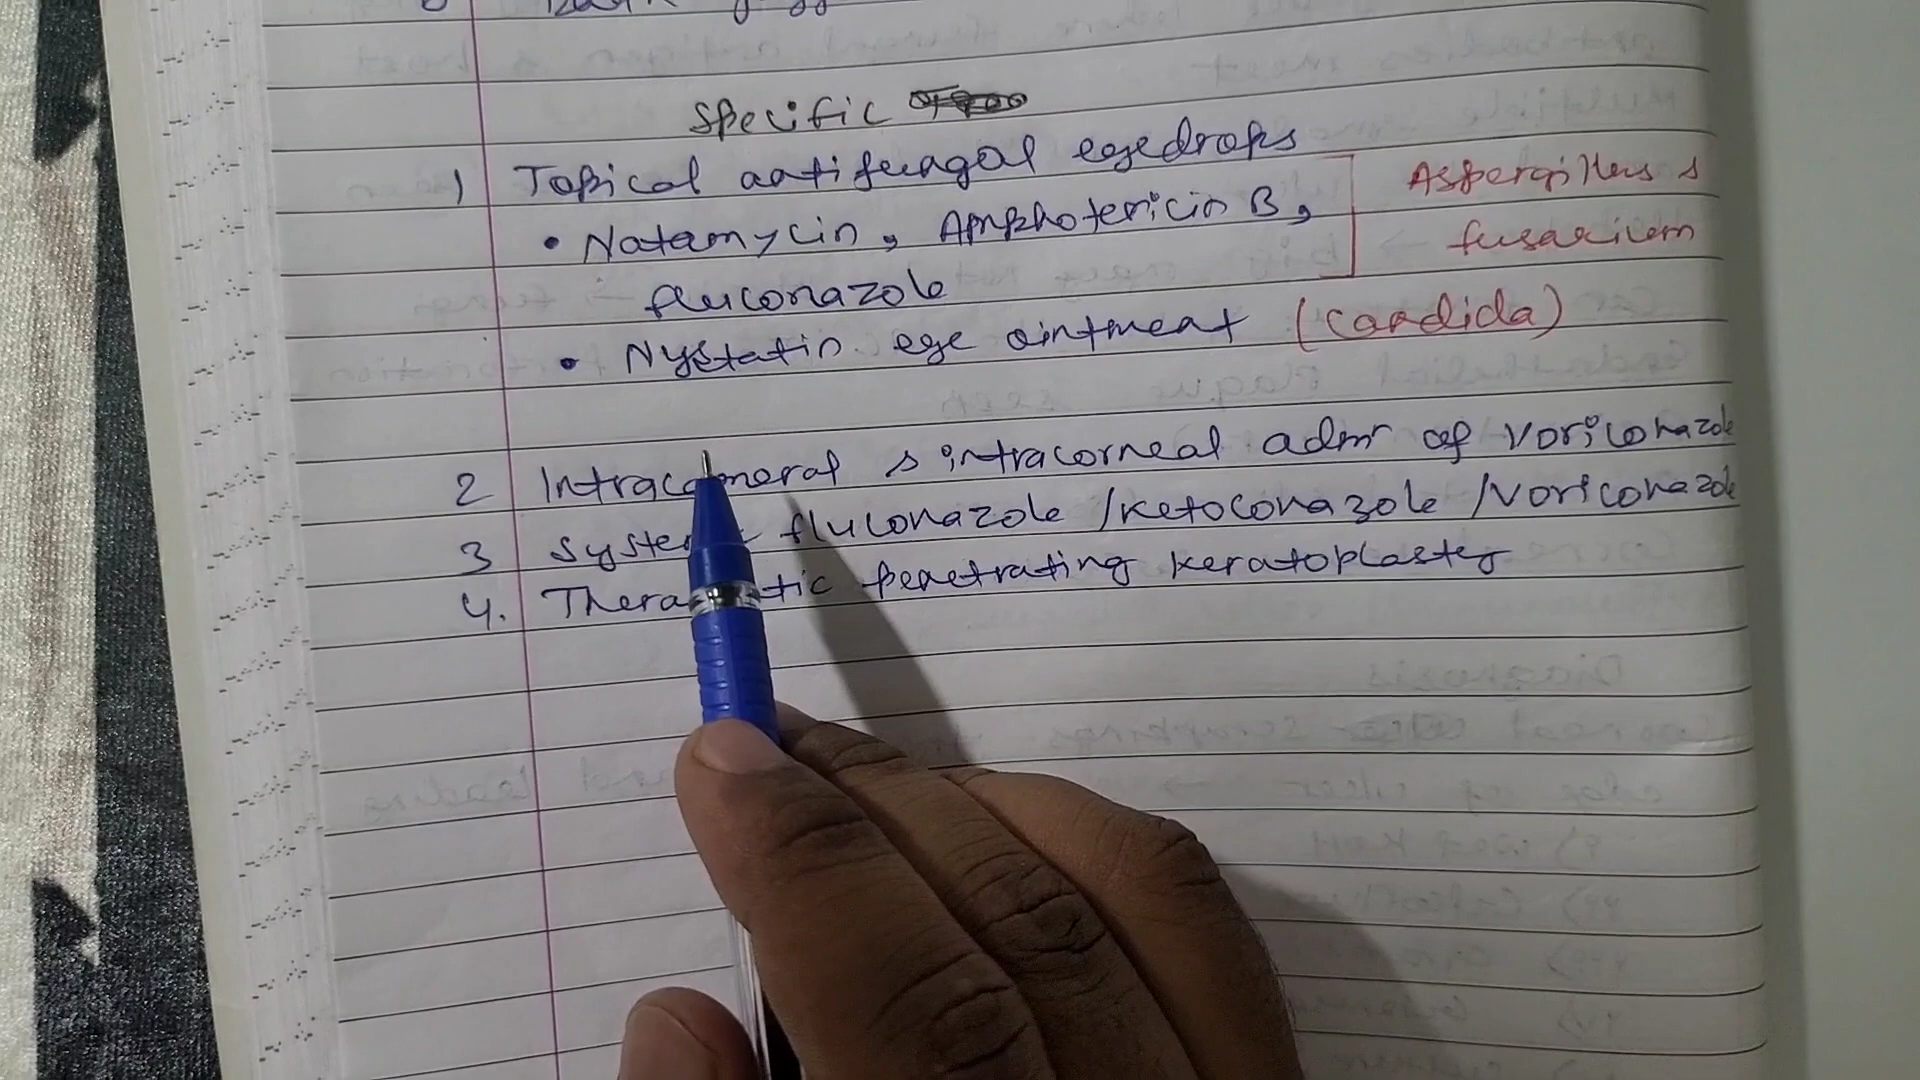 Specific
1 Topical antifungal eyedrops
• Natamycin, Amphotericin B,
fluconazole
Aspergillus &
fusarium
• Nystatin eye ointment (Candida)
2 Intracameral & intracorneal admn of Voriconazole
3 fluconazole / Ketoconazole / Voriconazole
4. penetrating keratoplasty
Diagnosis